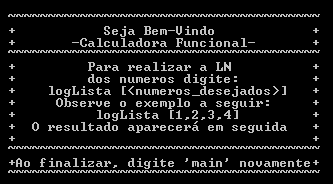 ~~~~~~~~~~~~~~~~~~~~~~~~~~~~~~~~~~~~~~~~
+ Seja Bem-Vindo +
+ -Calculadora Funcional- +
~~~~~~~~~~~~~~~~~~~~~~~~~~~~~~~~~~~~~~~~
+ Para realizar a LN +
+ dos numeros digite: +
+ logLista [<numeros_desejados>] +
+ Observe o exemplo a seguir: +
+ logLista [1,2,3,4] +
+ O resultado aparecerá em seguida +
~~~~~~~~~~~~~~~~~~~~~~~~~~~~~~~~~~~~~~~~
+Ao finalizar, digite 'main' novamente+
~~~~~~~~~~~~~~~~~~~~~~~~~~~~~~~~~~~~~~~~